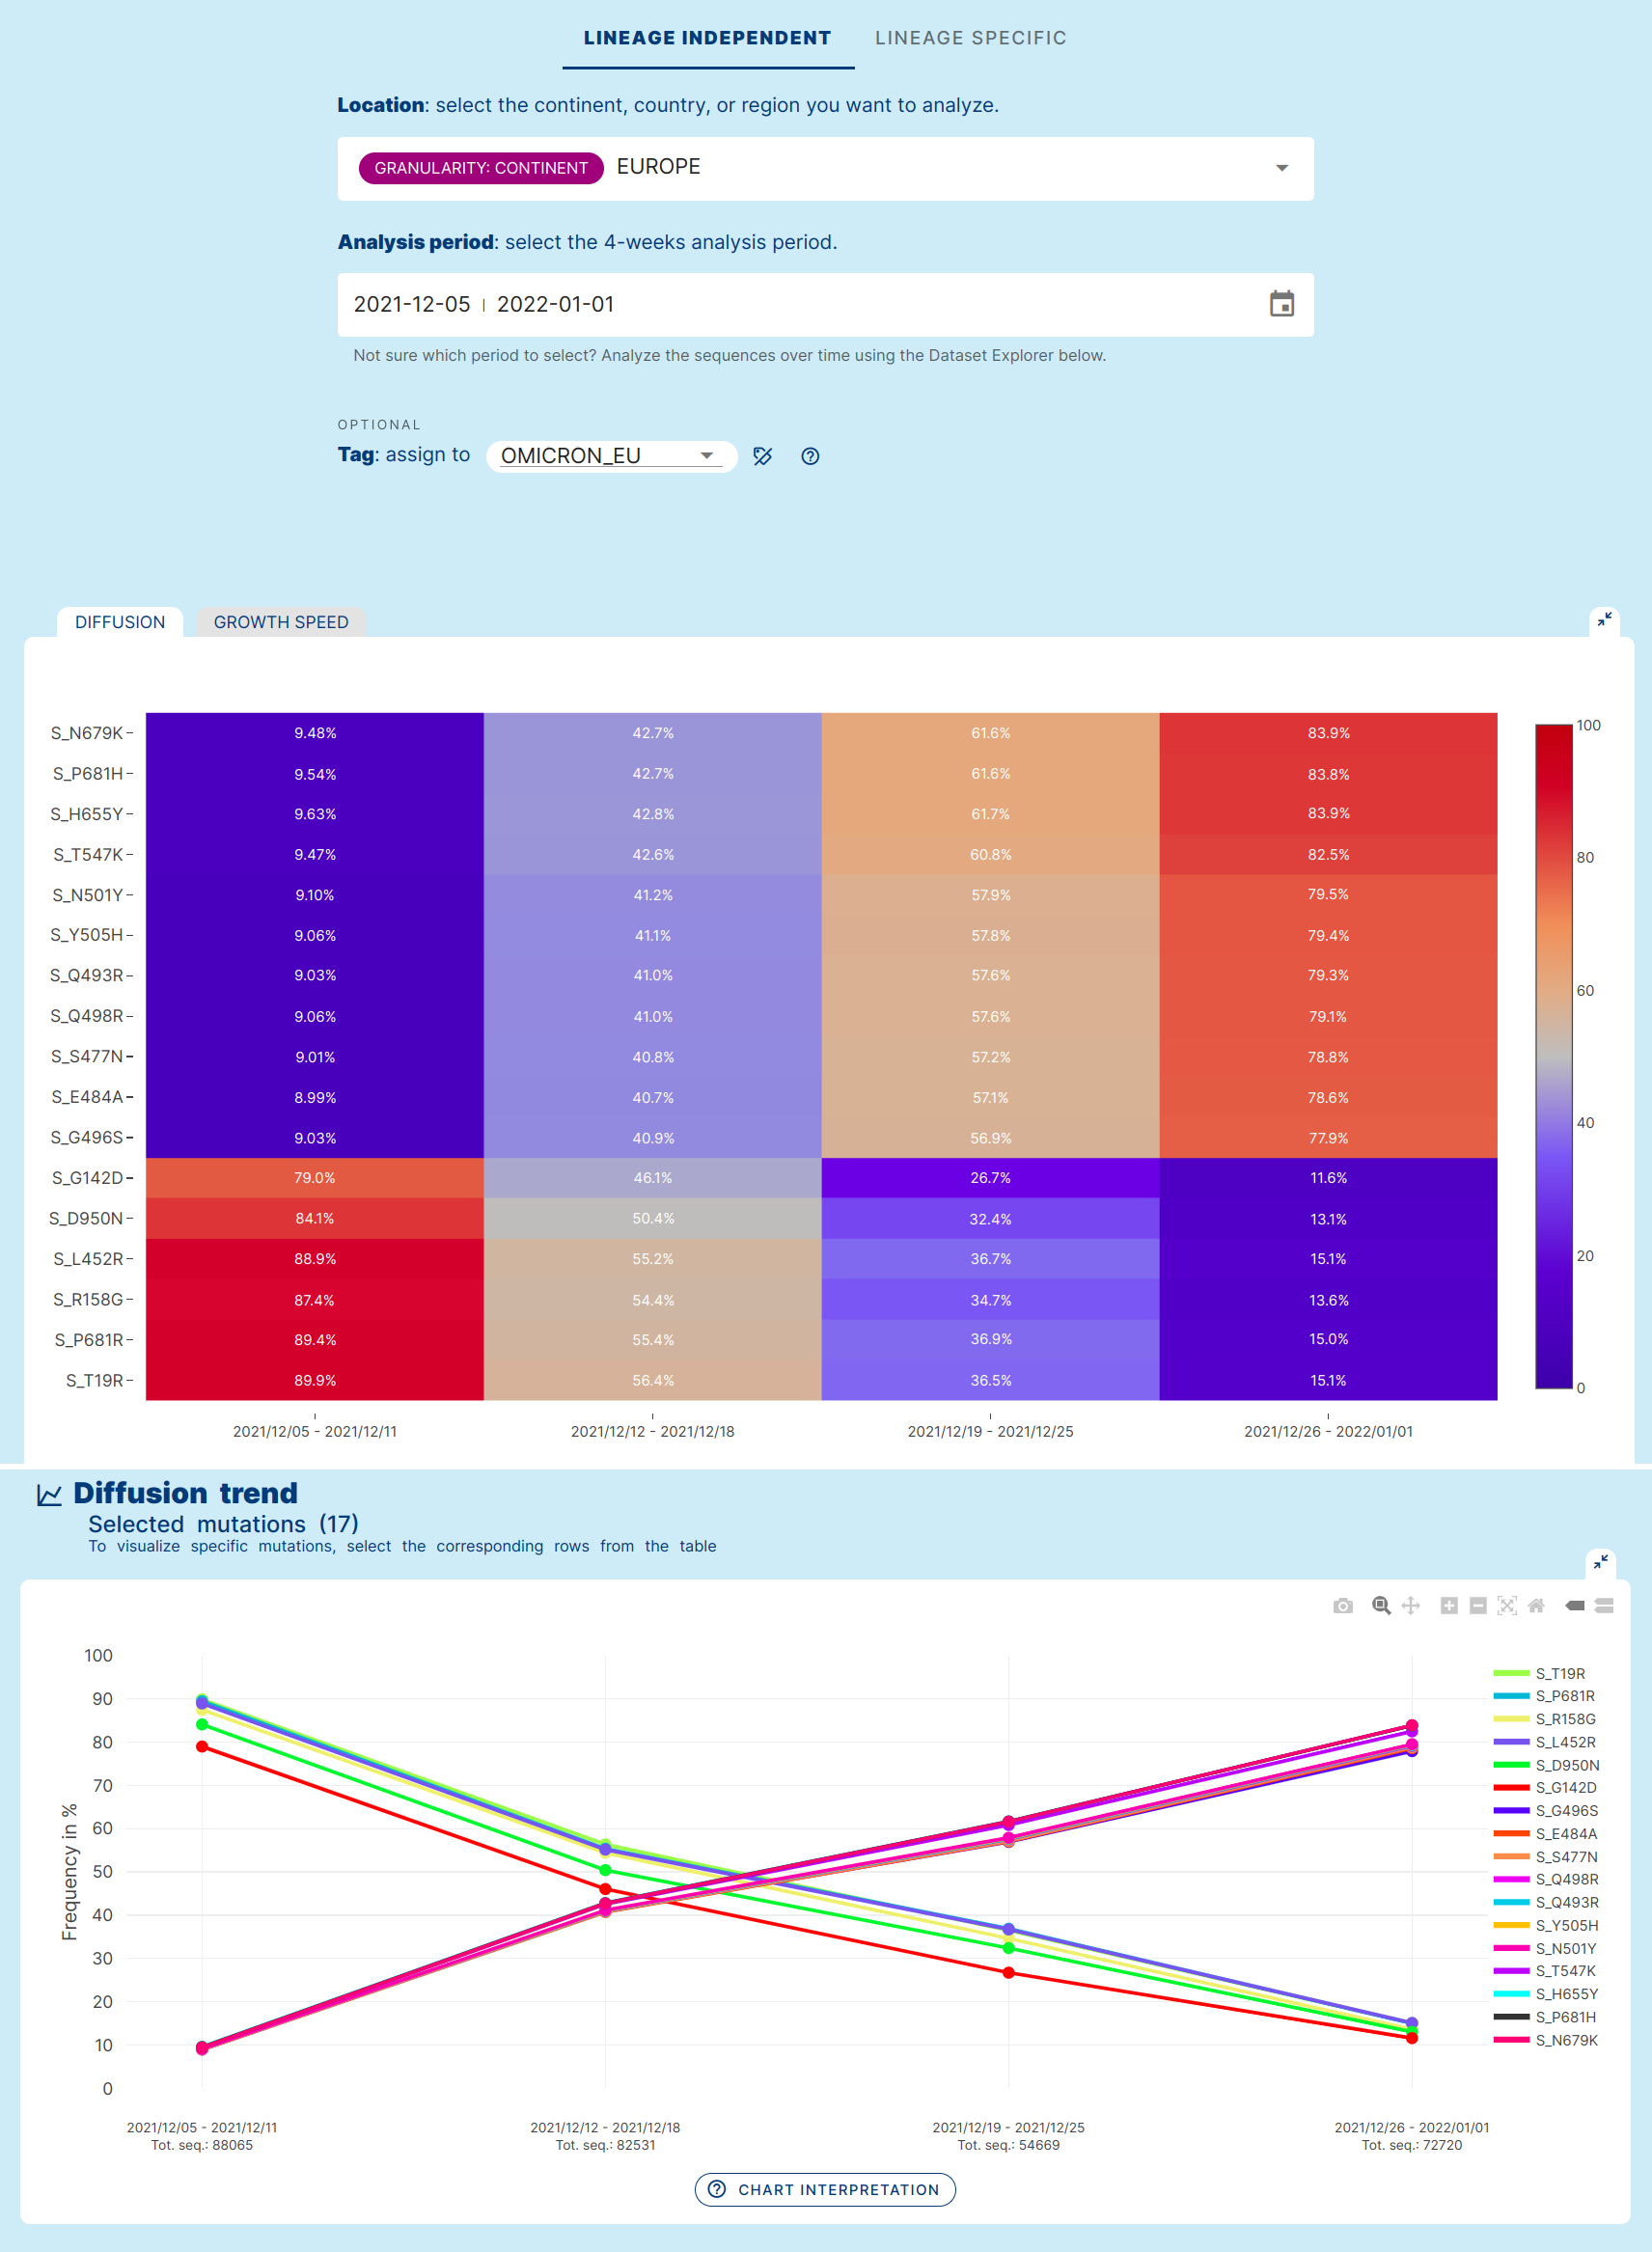 LINEAGE INDEPENDENT LINEAGE SPECIFIC
Location: select the continent, country, or region you want to analyze.
GRANULARITY: CONTINENT EUROPE
Analysis period: select the 4-weeks analysis period.
2021-12-05 | 2022-01-01
Not sure which period to select? Analyze the sequences over time using the Dataset Explorer below.
OPTIONAL
Tag: assign to OMICRON_EU
DIFFUSION GROWTH SPEED
S_N679K 9.48% 42.7% 61.6% 83.9% 100
S_P681H 9.54% 42.7% 61.6% 83.8%
S_H655Y 9.63% 42.8% 61.7% 83.9%
S_T547K 9.47% 42.6% 60.8% 82.5% 80
S_N501Y 9.10% 41.2% 57.9% 79.5%
S_Y505H 9.06% 41.1% 57.8% 79.4%
S_Q493R 9.03% 41.0% 57.6% 79.3% 60
S_Q498R 9.06% 41.0% 57.6% 79.1%
S_S477N 9.01% 40.8% 57.2% 78.8%
S_E484A 8.99% 40.7% 57.1% 78.6% 40
S_G496S 9.03% 40.9% 56.9% 77.9%
S_G142D 79.0% 46.1% 26.7% 11.6%
S_D950N 84.1% 50.4% 32.4% 13.1%
S_L452R 88.9% 55.2% 36.7% 15.1% 20
S_R158G 87.4% 54.4% 34.7% 13.6%
S_P681R 89.4% 55.4% 36.9% 15.0%
S_T19R 89.9% 56.4% 36.5% 15.1% 0
2021/12/05 - 2021/12/11 2021/12/12 - 2021/12/18 2021/12/19 - 2021/12/25 2021/12/26 - 2022/01/01
Diffusion trend
Selected mutations (17)
To visualize specific mutations, select the corresponding rows from the table
Frequency in %
100
90
80
70
60
50
40
30
20
10
0
S_T19R
S_P681R
S_R158G
S_L452R
S_D950N
S_G142D
S_G496S
S_E484A
S_S477N
S_Q498R
S_Q493R
S_Y505H
S_N501Y
S_T547K
S_H655Y
S_P681H
S_N679K
2021/12/05 - 2021/12/11 2021/12/12 - 2021/12/18 2021/12/19 - 2021/12/25 2021/12/26 - 2022/01/01
Tot. seq.: 88065 Tot. seq.: 82531 Tot. seq.: 54669 Tot. seq.: 72720
CHART INTERPRETATION